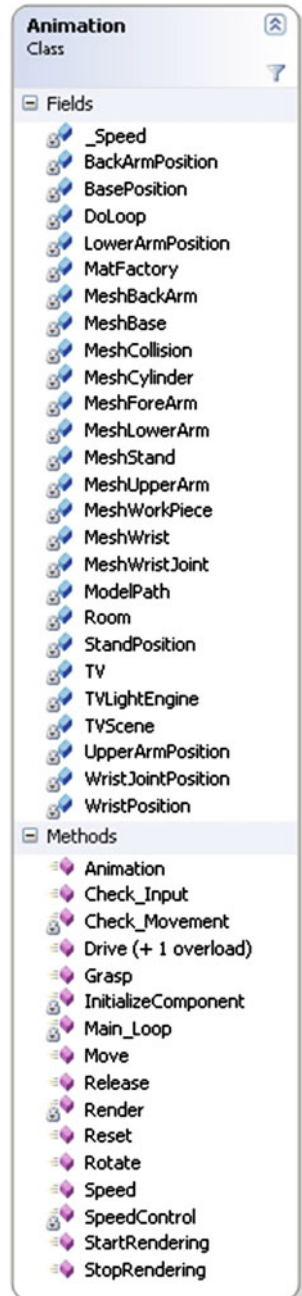 Animation
Class
Fields
_Speed
BackArmPosition
BasePosition
DoLoop
LowerArmPosition
MatFactory
MeshBackArm
MeshBase
MeshCollision
MeshCylinder
MeshForeArm
MeshLowerArm
MeshStand
MeshUpperArm
MeshWorkPiece
MeshWrist
MeshWristJoint
ModelPath
Room
StandPosition
TV
TVLightEngine
TVScene
UpperArmPosition
WristJointPosition
WristPosition
Methods
Animation
Check_Input
Check_Movement
Drive (+ 1 overload)
Grasp
InitializeComponent
Main_Loop
Move
Release
Render
Reset
Rotate
Speed
SpeedControl
StartRendering
StopRendering